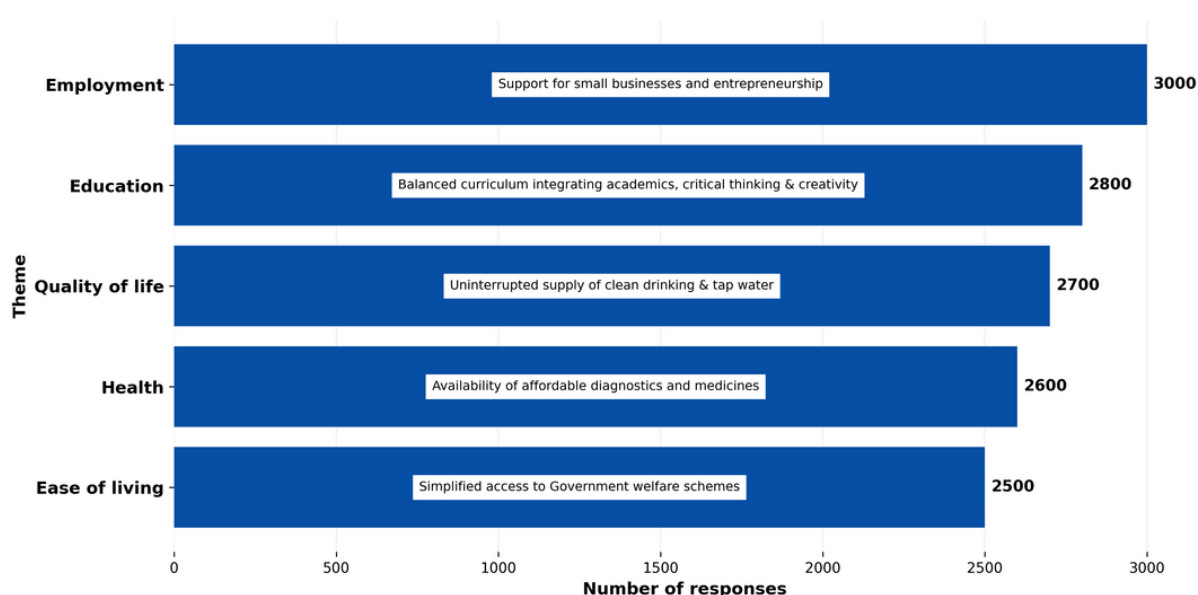 Employment
Support for small businesses and entrepreneurship
3000
Education
Balanced curriculum integrating academics, critical thinking & creativity
2800
Theme
Quality of life
Uninterrupted supply of clean drinking & tap water
2700
Health
Availability of affordable diagnostics and medicines
2600
Ease of living
Simplified access to Government welfare schemes
2500
0 500 1000 1500 2000 2500 3000
Number of responses